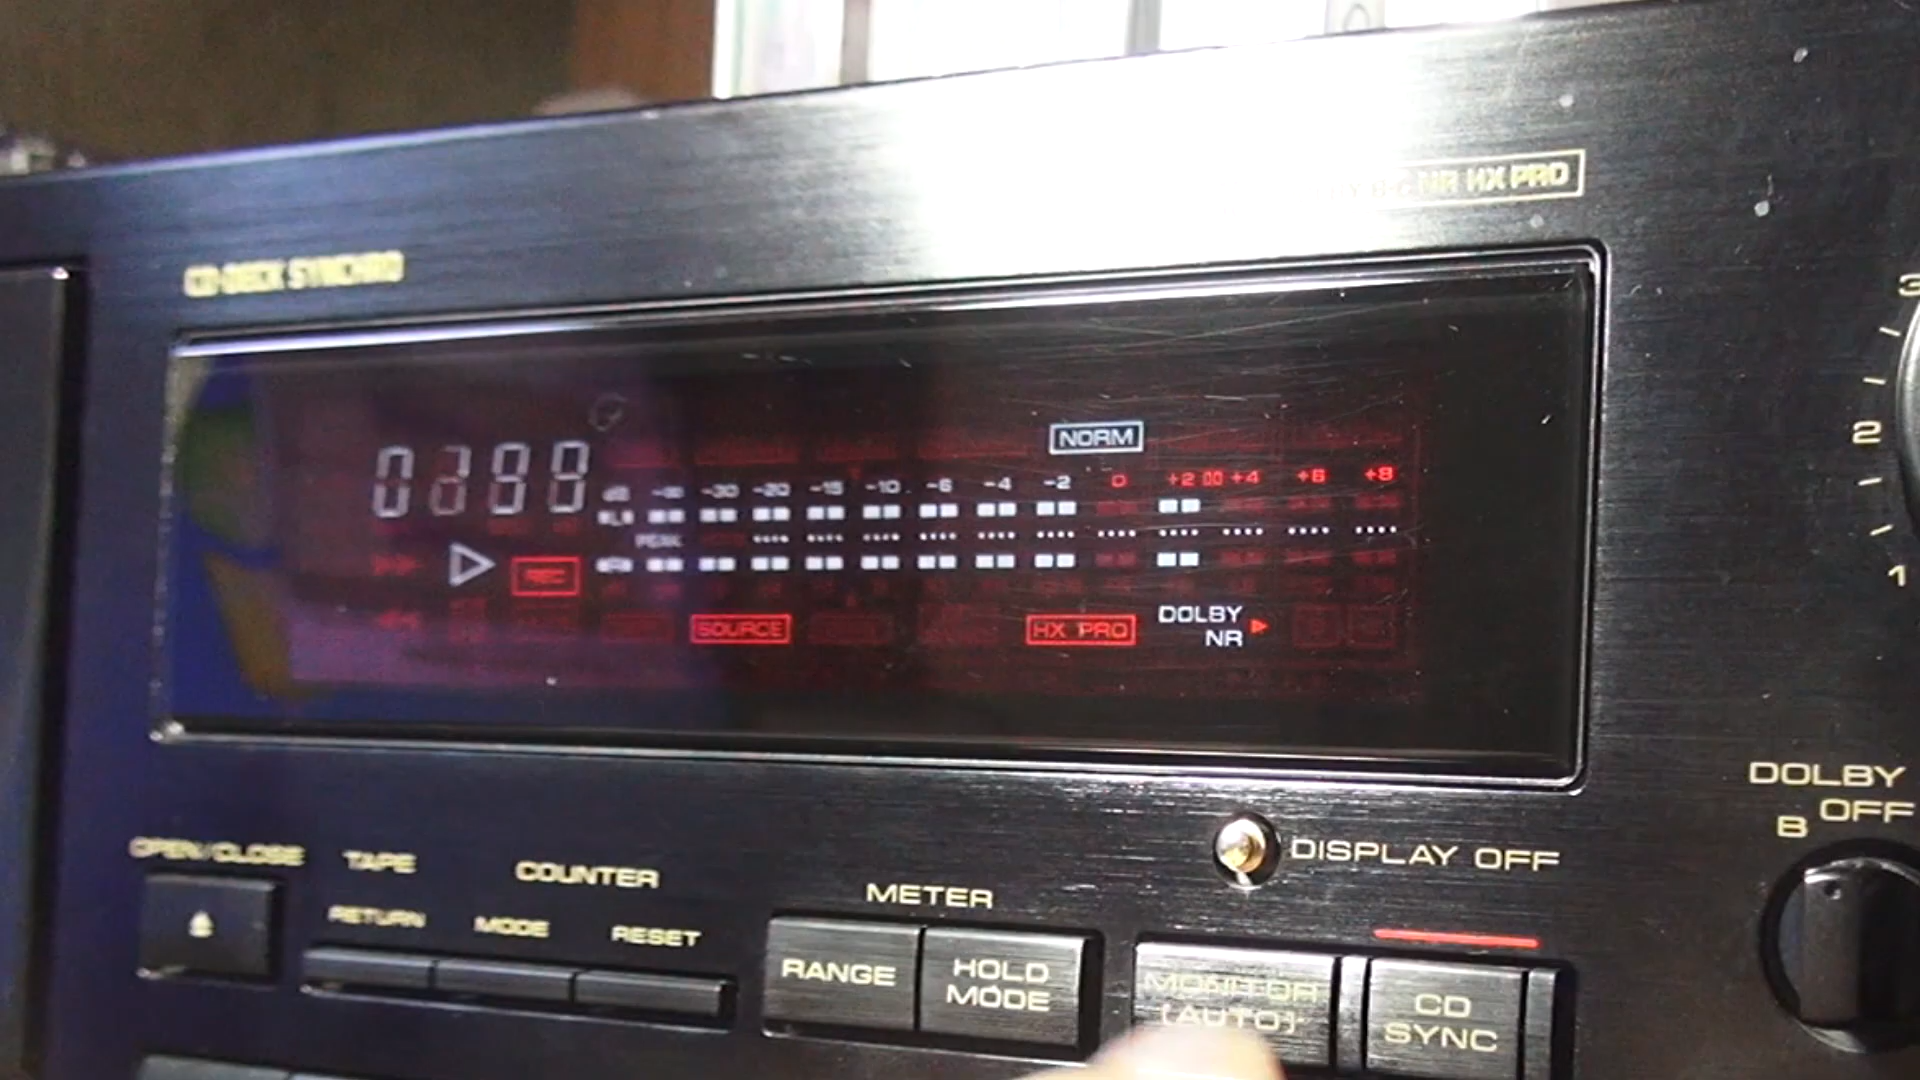 NR HX PRO
CD-DECK SYNCHRO
3
NORM
dB -∞ -30 -20 -15 -10 -6 -4 -2 0 +2 +4 +6 +8
L
PEAK
R
REC
SOURCE
HX PRO
DOLBY
NR
2
1
DOLBY
B OFF
OPEN/CLOSE
TAPE
COUNTER
RETURN
MODE
RESET
METER
RANGE
HOLD
MODE
DISPLAY OFF
MONITOR
(AUTO)
CD
SYNC